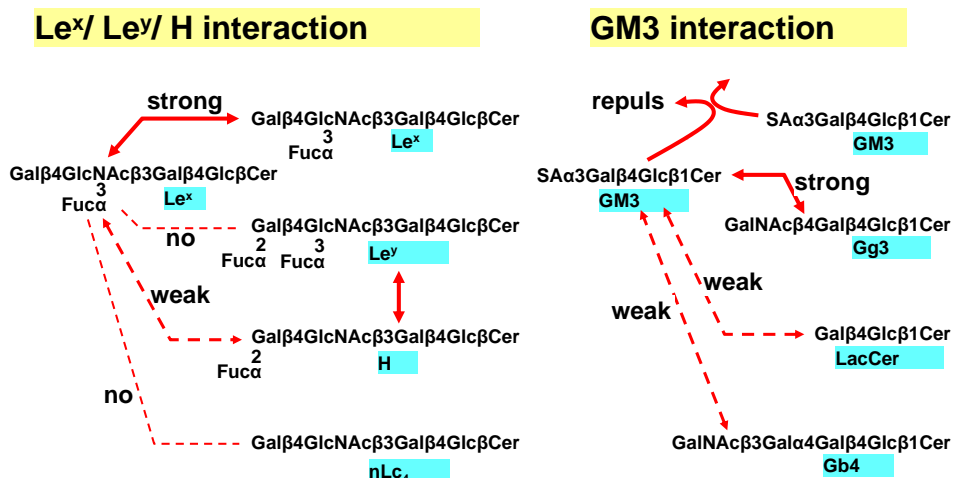 Leˣ/ Leʸ/ H interaction
strong
Galβ4GlcNAcβ3Galβ4GlcβCer
3
Fucα
Leˣ
Galβ4GlcNAcβ3Galβ4GlcβCer
3
Fucα
Leˣ
no
Galβ4GlcNAcβ3Galβ4GlcβCer
2 3
Fucα Fucα
Leʸ
weak
Galβ4GlcNAcβ3Galβ4GlcβCer
2
Fucα
H
no
Galβ4GlcNAcβ3Galβ4GlcβCer
nLc₄
GM3 interaction
repuls
SAα3Galβ4Glcβ1Cer
GM3
SAα3Galβ4Glcβ1Cer
GM3
strong
GalNAcβ4Galβ4Glcβ1Cer
Gg3
weak
weak
Galβ4Glcβ1Cer
LacCer
GalNAcβ3Galα4Galβ4Glcβ1Cer
Gb4